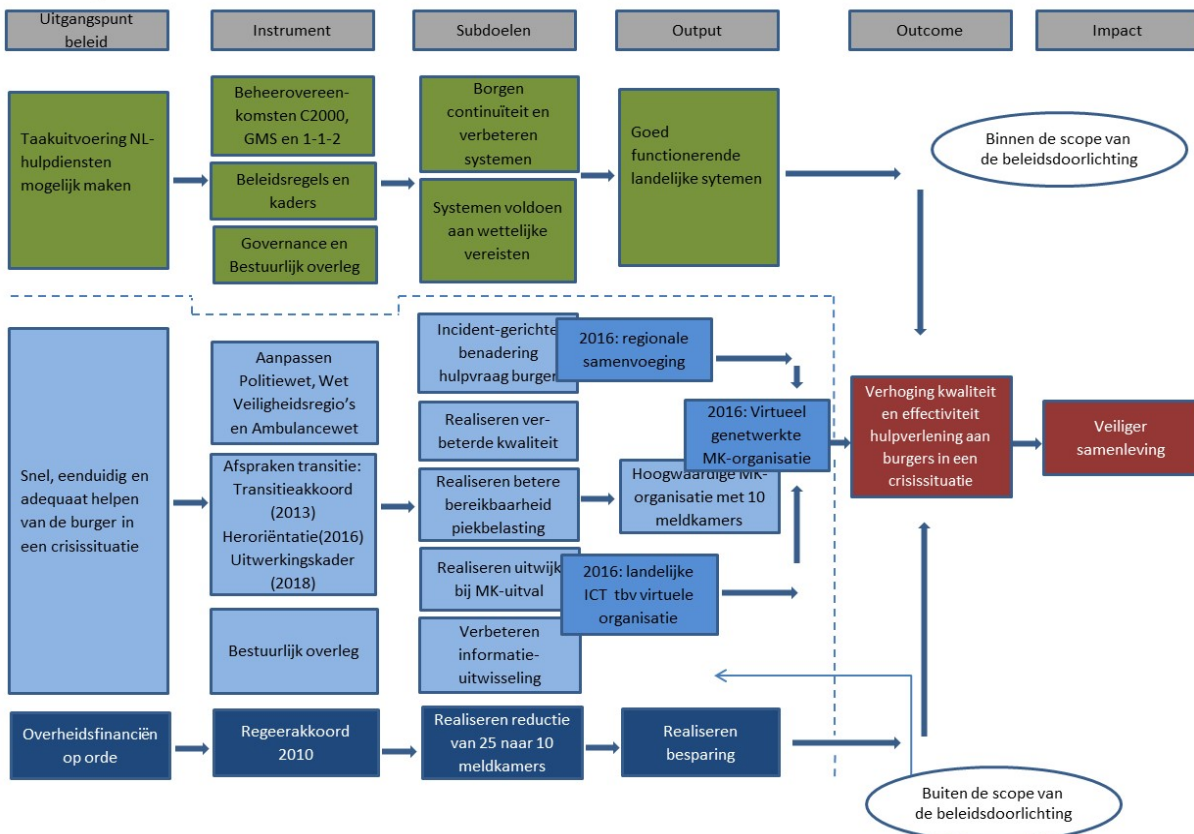 Uitgangspunt
beleid
Instrument
Subdoelen
Output
Outcome
Impact
Taakuitvoering NL-
hulpdiensten
mogelijk maken
Beheerovereen-
komsten C2000,
GMS en 1-1-2
Beleidsregels en
kaders
Governance en
Bestuurlijk overleg
Borgen
continuïteit en
verbeteren
systemen
Systemen voldoen
aan wettelijke
vereisten
Goed
functionerende
landelijke sytemen
Binnen de scope van
de beleidsdoorlichting
Snel, eenduidig en
adequaat helpen
van de burger in
een crisissituatie
Aanpassen
Politiewet, Wet
Veiligheidsregio's
en Ambulancewet
Afspraken transitie:
Transitieakkoord
(2013)
Heroriëntatie(2016)
Uitwerkingskader
(2018)
Bestuurlijk overleg
Incident-gerichte
benadering
hulpvraag burger
Realiseren ver-
beterde kwaliteit
Realiseren betere
bereikbaarheid
piekbelasting
Realiseren uitwijk
bij MK-uitval
Verbeteren
informatie-
uitwisseling
2016: regionale
samenvoeging
2016: Virtueel
genetwerkte
MK-organisatie
Hoogwaardige MK-
organisatie met 10
meldkamers
2016: landelijke
ICT tbv virtuele
organisatie
Verhoging kwaliteit
en effectiviteit
hulpverlening aan
burgers in een
crisissituatie
Veiliger
samenleving
Overheidsfinanciën
op orde
Regeerakkoord
2010
Realiseren reductie
van 25 naar 10
meldkamers
Realiseren
besparing
Buiten de scope van
de beleidsdoorlichting